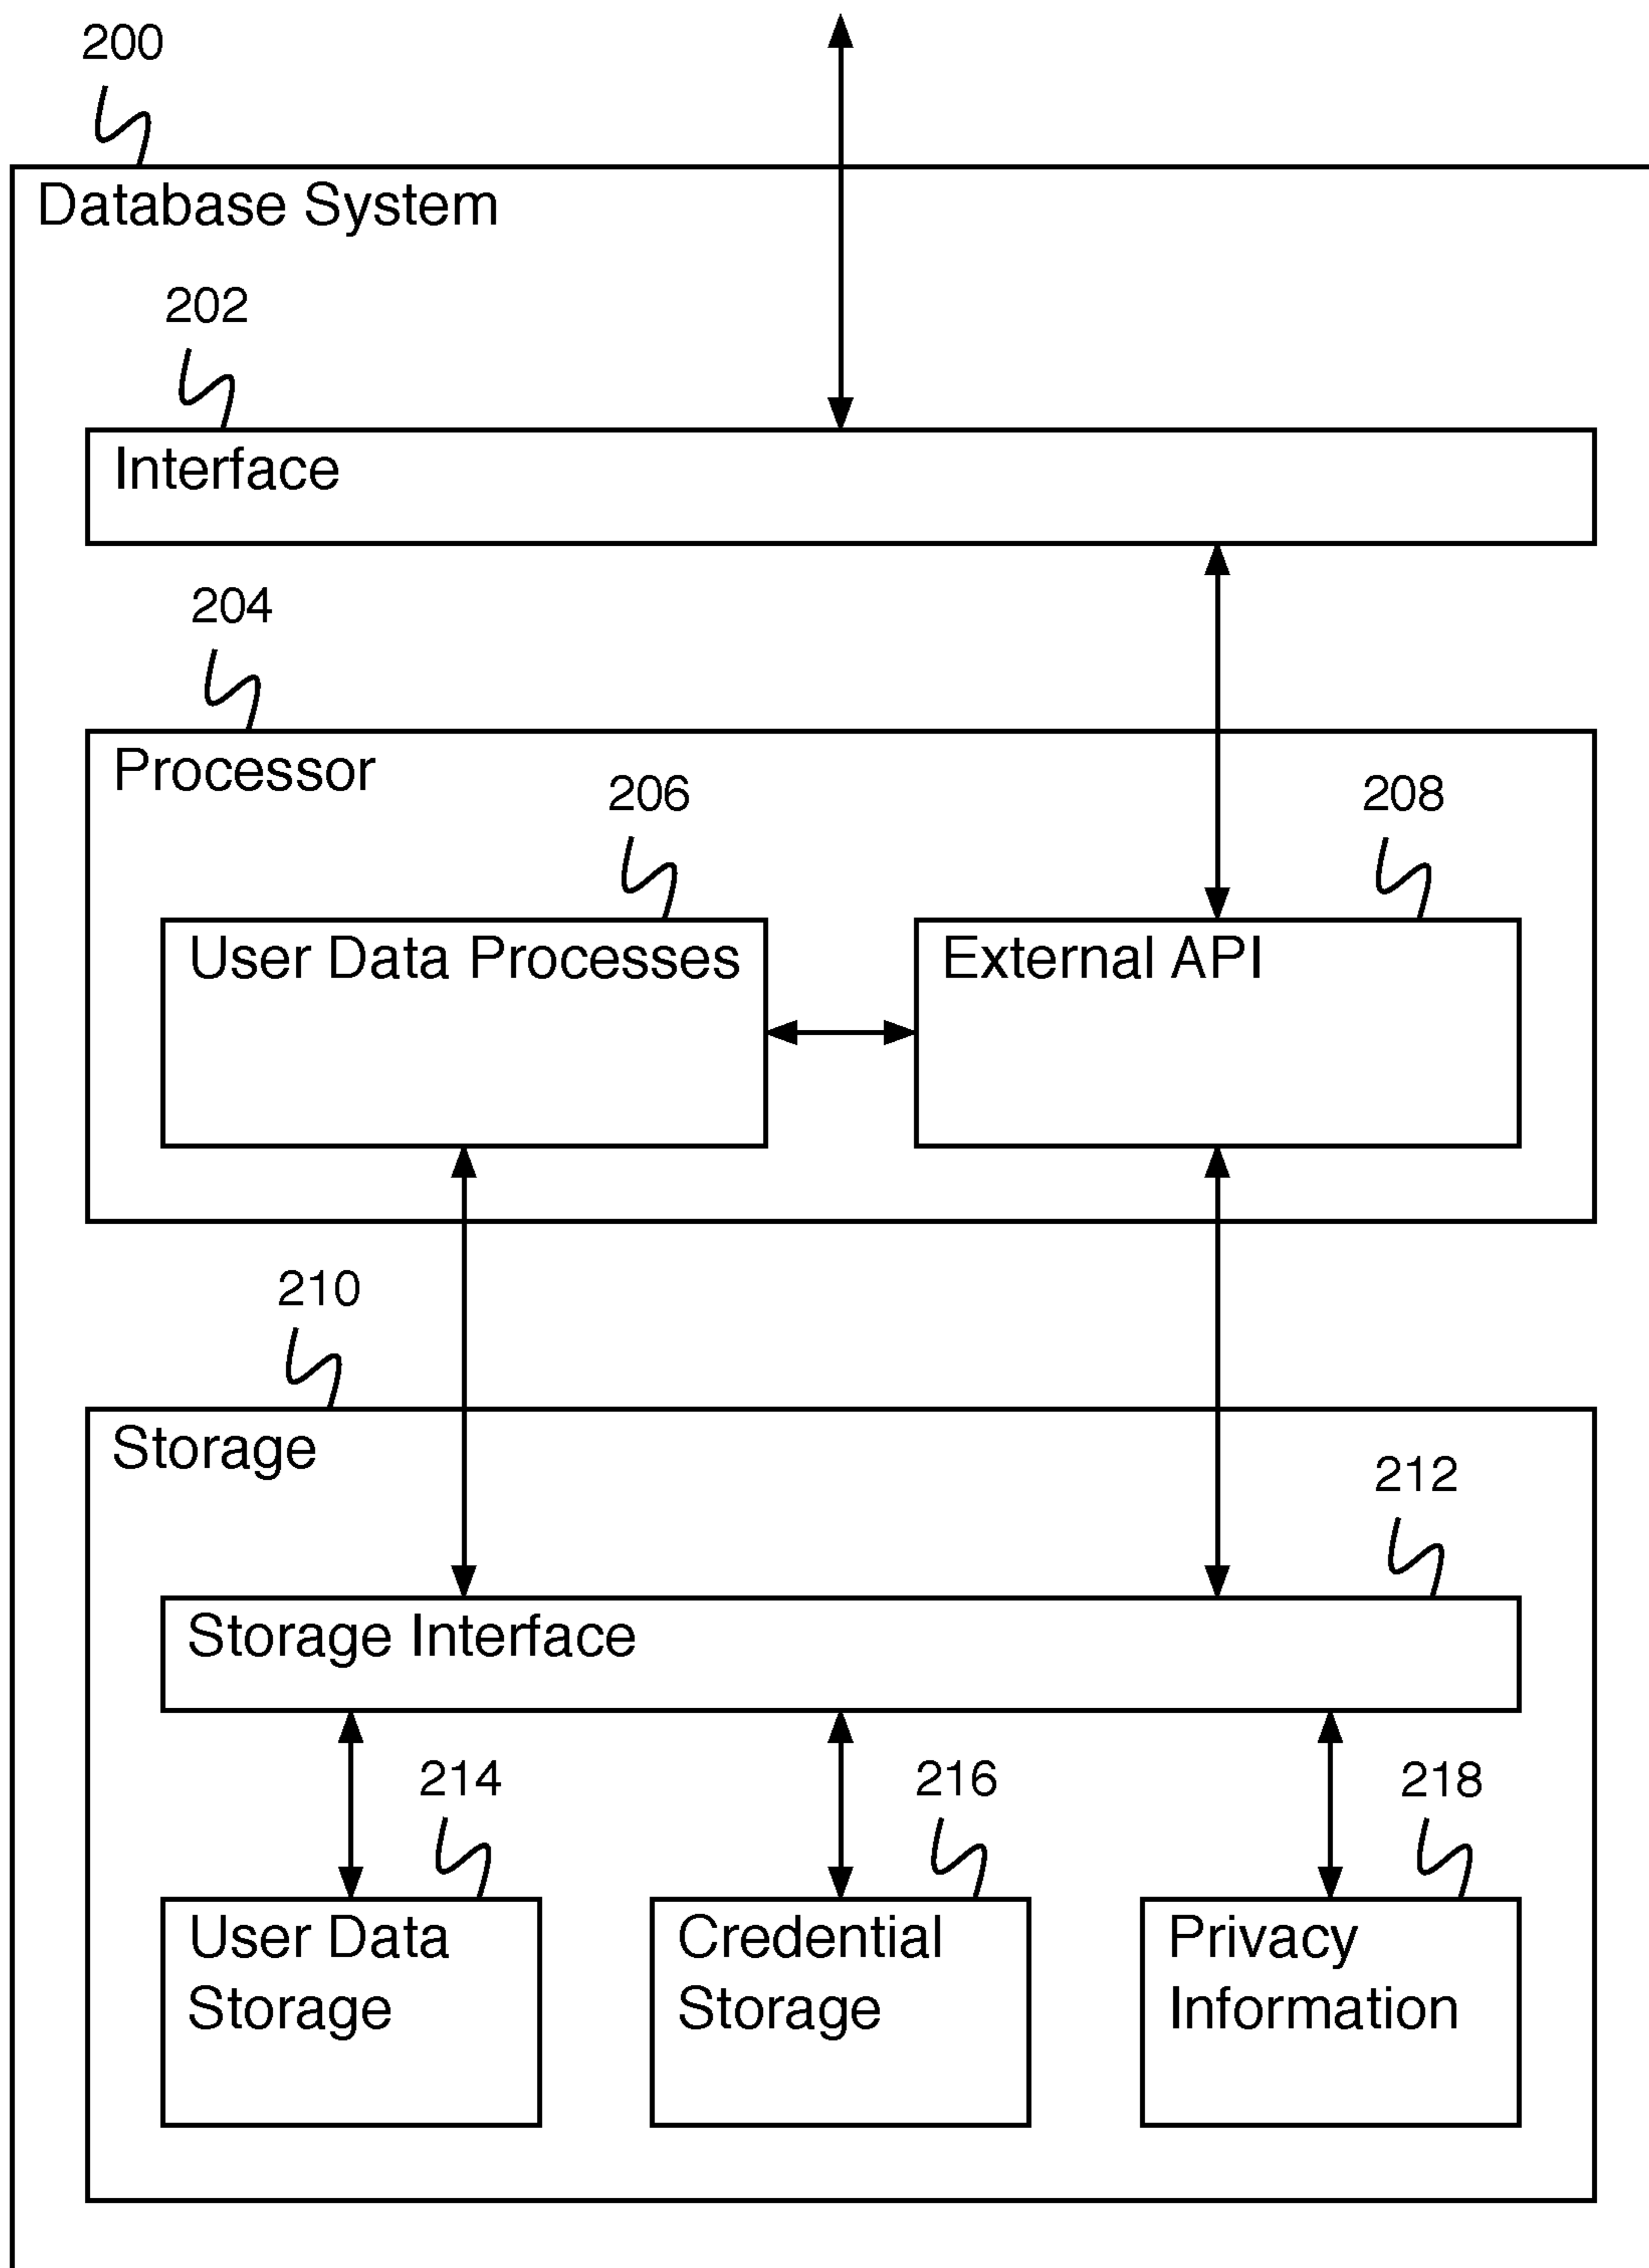 200
Database System
202
Interface
204
Processor
206
208
User Data Processes
External API
210
Storage
212
Storage Interface
214
216
218
User Data
Storage
Credential
Storage
Privacy
Information